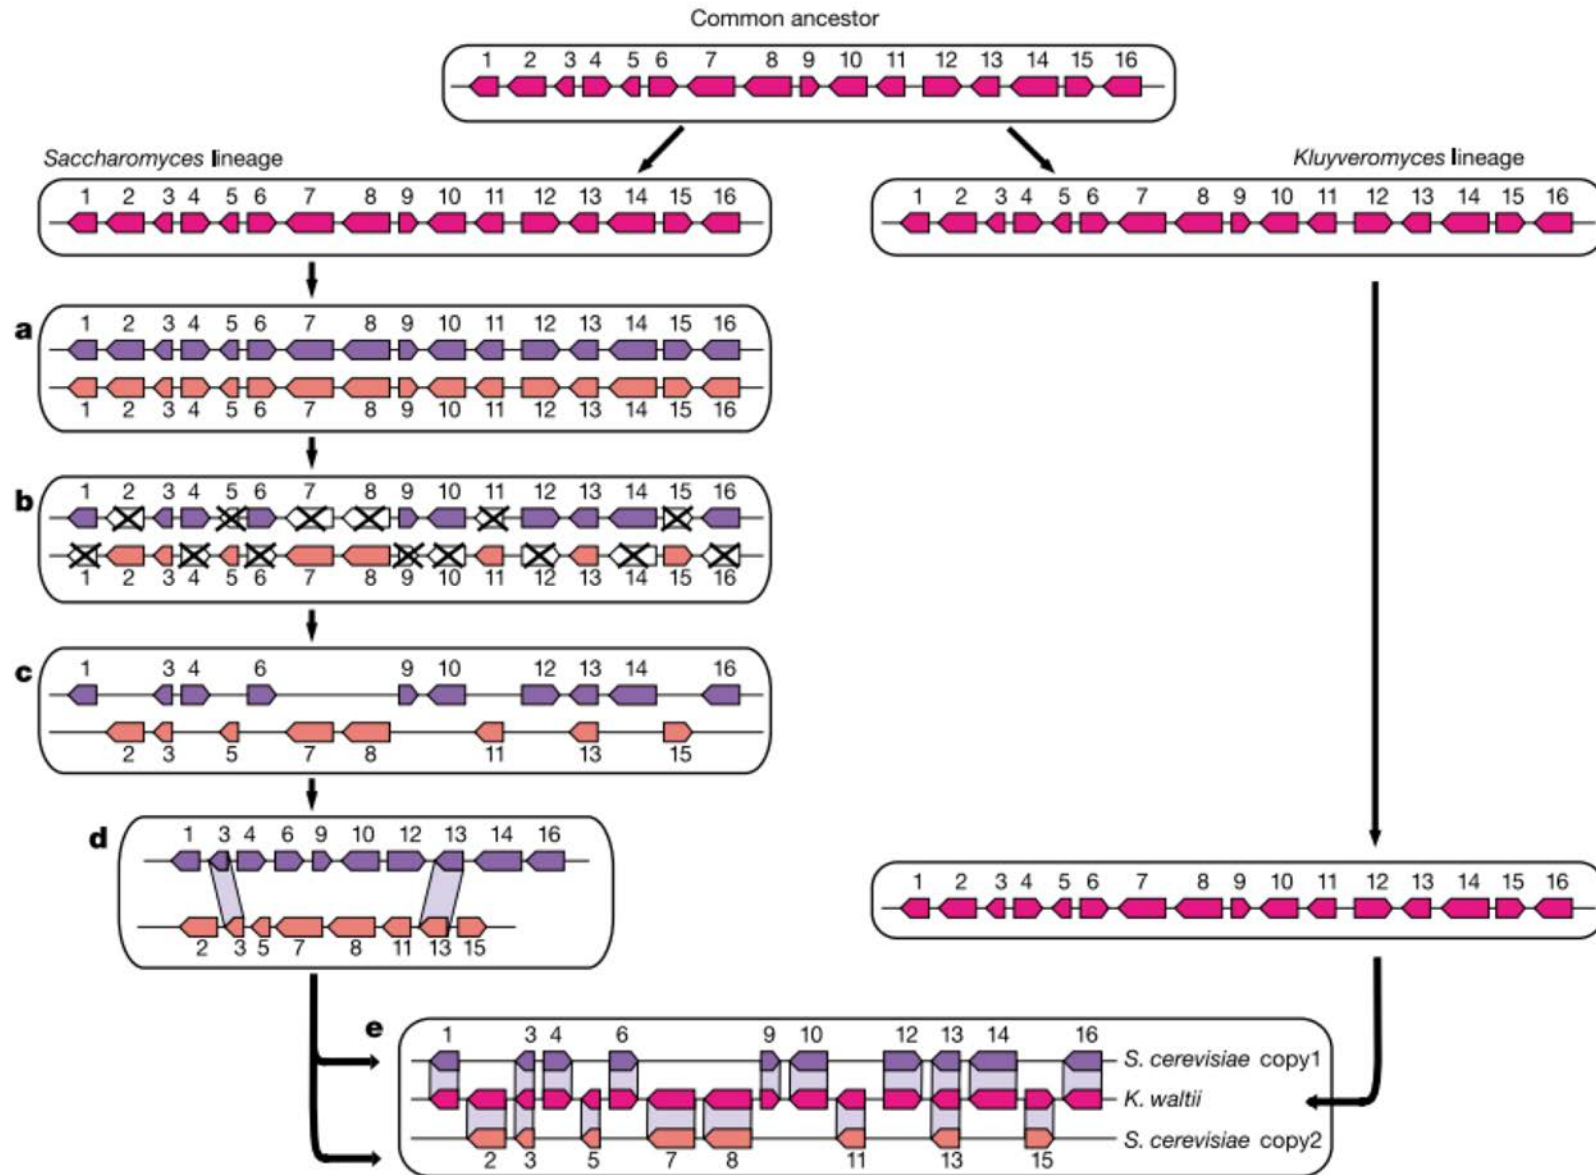 Common ancestor
1 2 3 4 5 6 7 8 9 10 11 12 13 14 15 16
Saccharomyces lineage
Kluyveromyces lineage
1 2 3 4 5 6 7 8 9 10 11 12 13 14 15 16
1 2 3 4 5 6 7 8 9 10 11 12 13 14 15 16
a
1 2 3 4 5 6 7 8 9 10 11 12 13 14 15 16
1 2 3 4 5 6 7 8 9 10 11 12 13 14 15 16
b
1 2 3 4 5 6 7 8 9 10 11 12 13 14 15 16
1 2 3 4 5 6 7 8 9 10 11 12 13 14 15 16
c
1 3 4 6 9 10 12 13 14 16
2 3 5 7 8 11 13 15
d
1 3 4 6 9 10 12 13 14 16
2 3 5 7 8 11 13 15
1 2 3 4 5 6 7 8 9 10 11 12 13 14 15 16
e
1 3 4 6 9 10 12 13 14 16
S. cerevisiae copy1
K. waltii
S. cerevisiae copy2
2 3 5 7 8 11 13 15